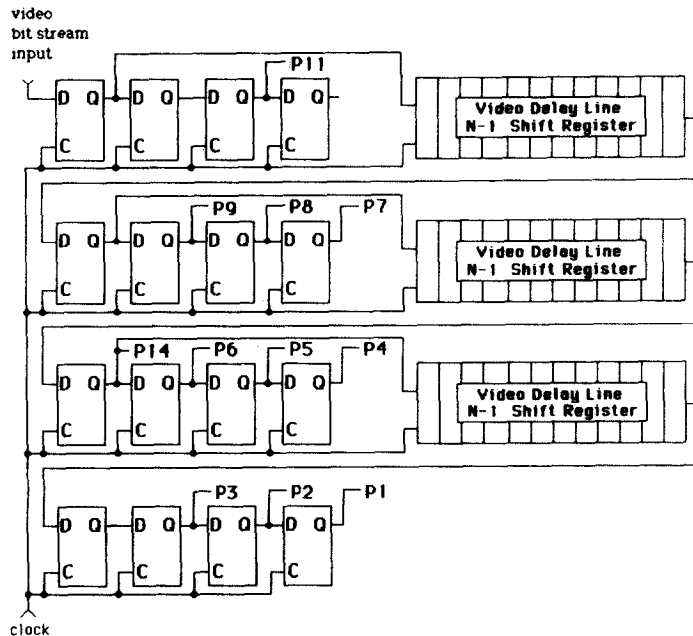 video
bit stream
input
P11
D Q D Q D Q D Q
C C C C
Video Delay Line
N-1 Shift Register
P9 P8 P7
D Q D Q D Q D Q
C C C C
Video Delay Line
N-1 Shift Register
P14 P6 P5 P4
D Q D Q D Q D Q
C C C C
Video Delay Line
N-1 Shift Register
P3 P2 P1
D Q D Q D Q D Q
C C C C
clock